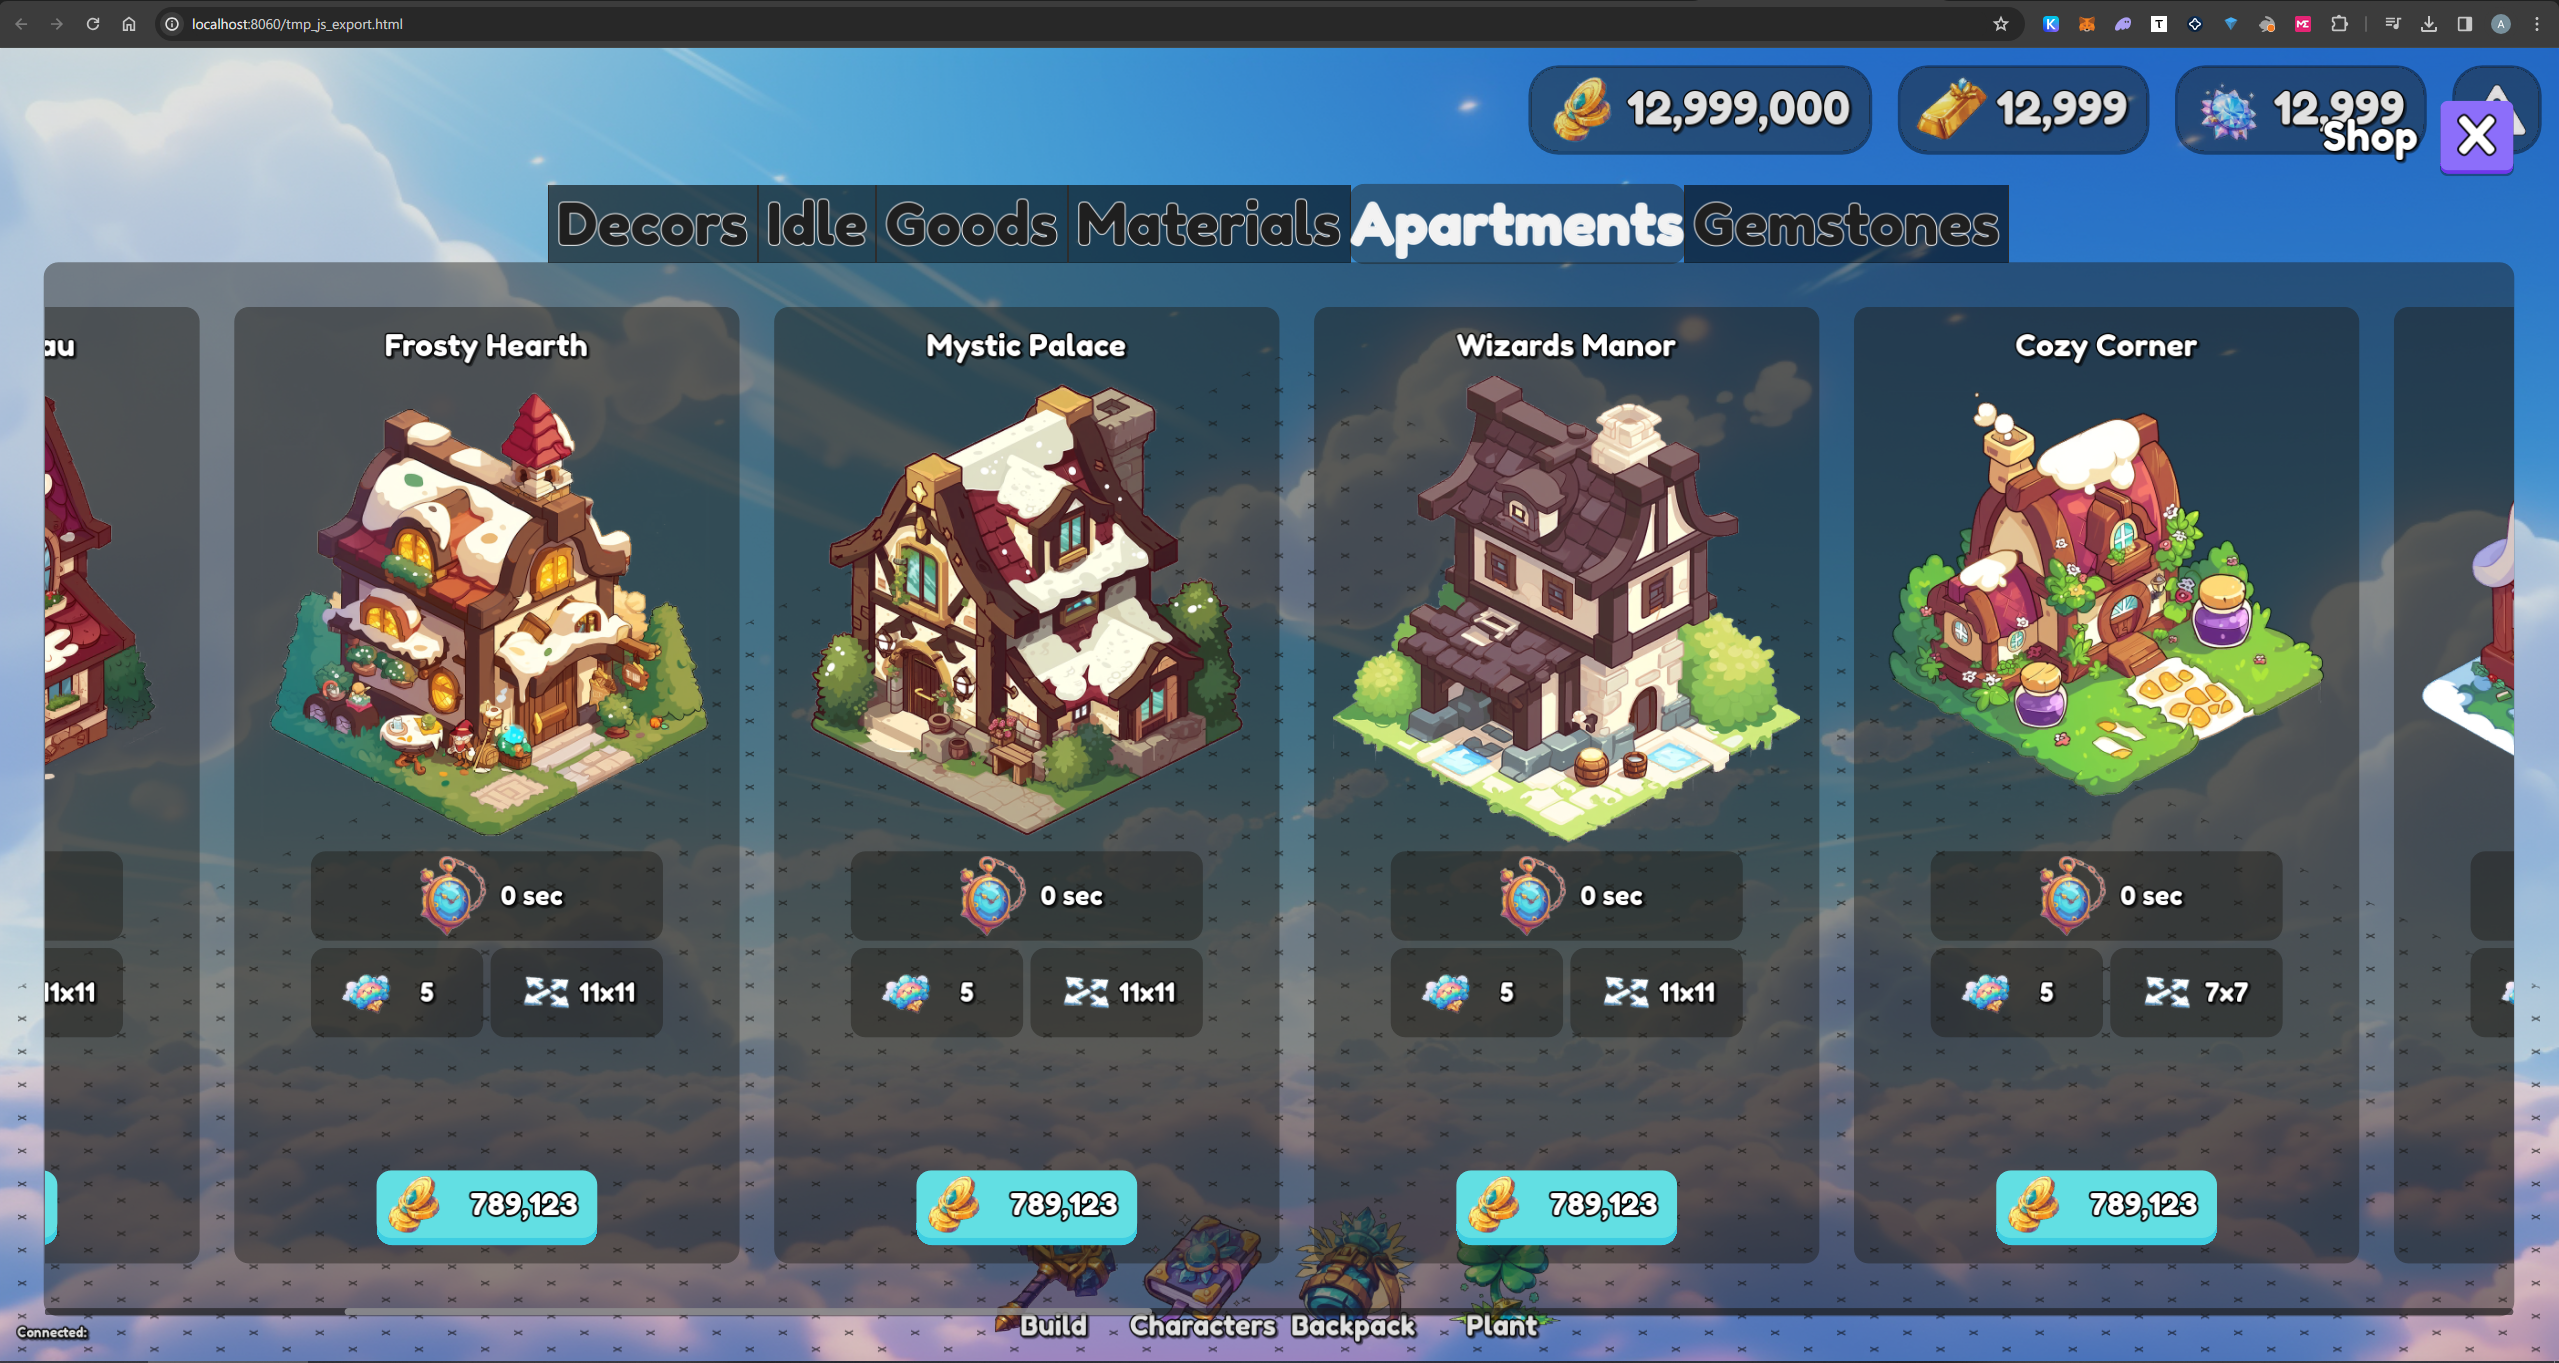 localhost:8060/tmp_js_export.html
12,999,000
12,999
12,999
Shop
Decors
Idle
Goods
Materials
Apartments
Gemstones
au
Frosty Hearth
Mystic Palace
Wizards Manor
Cozy Corner
0 sec
0 sec
0 sec
0 sec
11x11
5
11x11
5
11x11
5
11x11
5
7x7
789,123
789,123
789,123
789,123
Build
Characters
Backpack
Plant
Connected: